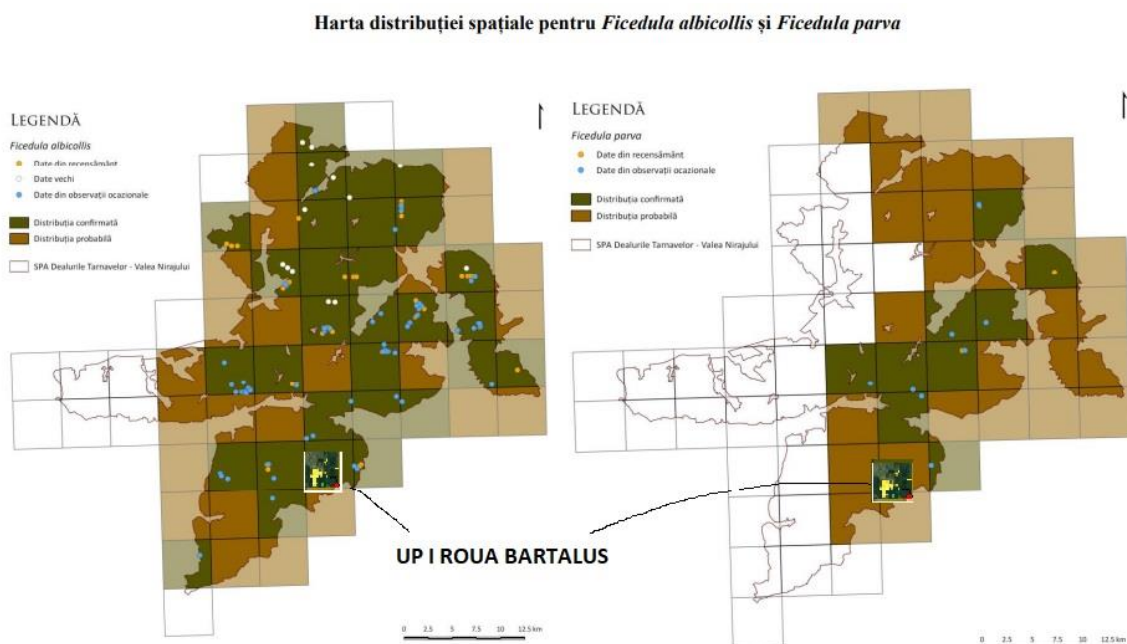 Harta distribuției spațiale pentru Ficedula albicollis și Ficedula parva
LEGENDĂ
Ficedula albicollis
Date din recensământ
Date vechi
Date din observații ocazionale
Distribuția confirmată
Distribuția probabilă
SPA Dealurile Tarnavelor - Valea Nirajului
LEGENDĂ
Ficedula parva
Date din recensământ
Date din observații ocazionale
Distribuția confirmată
Distribuția probabilă
SPA Dealurile Tarnavelor - Valea Nirajului
UP I ROUA BARTALUS
0 2.5 5 7.5 10 12.5 km
0 2.5 5 7.5 10 12.5 km